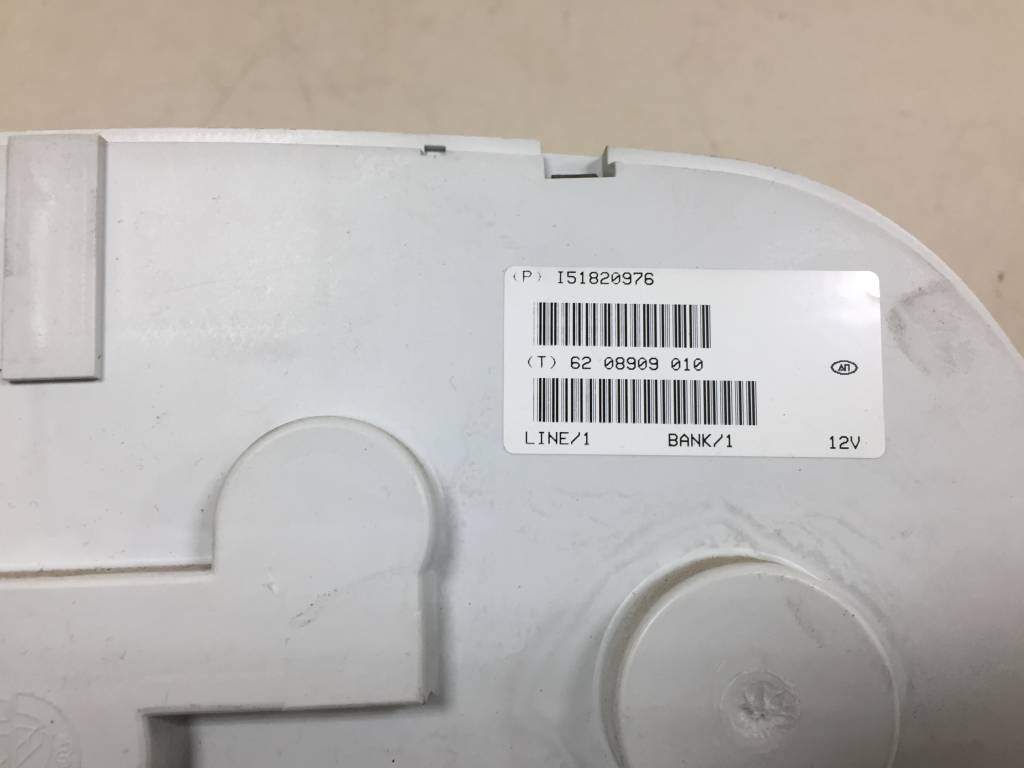 (P) I51820976
(T) 62 08909 010
LINE/1 BANK/1 12V